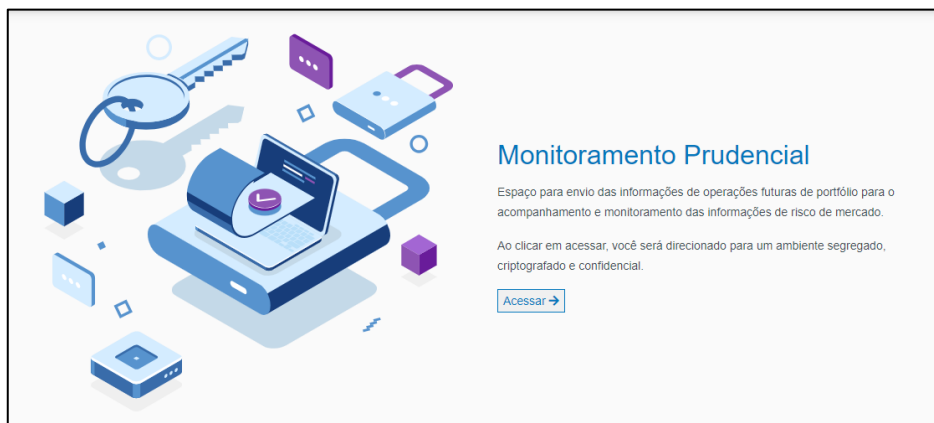 Monitoramento Prudencial
Espaço para envio das informações de operações futuras de portfólio para o
acompanhamento e monitoramento das informações de risco de mercado.
Ao clicar em acessar, você será direcionado para um ambiente segregado,
criptografado e confidencial.
Acessar →